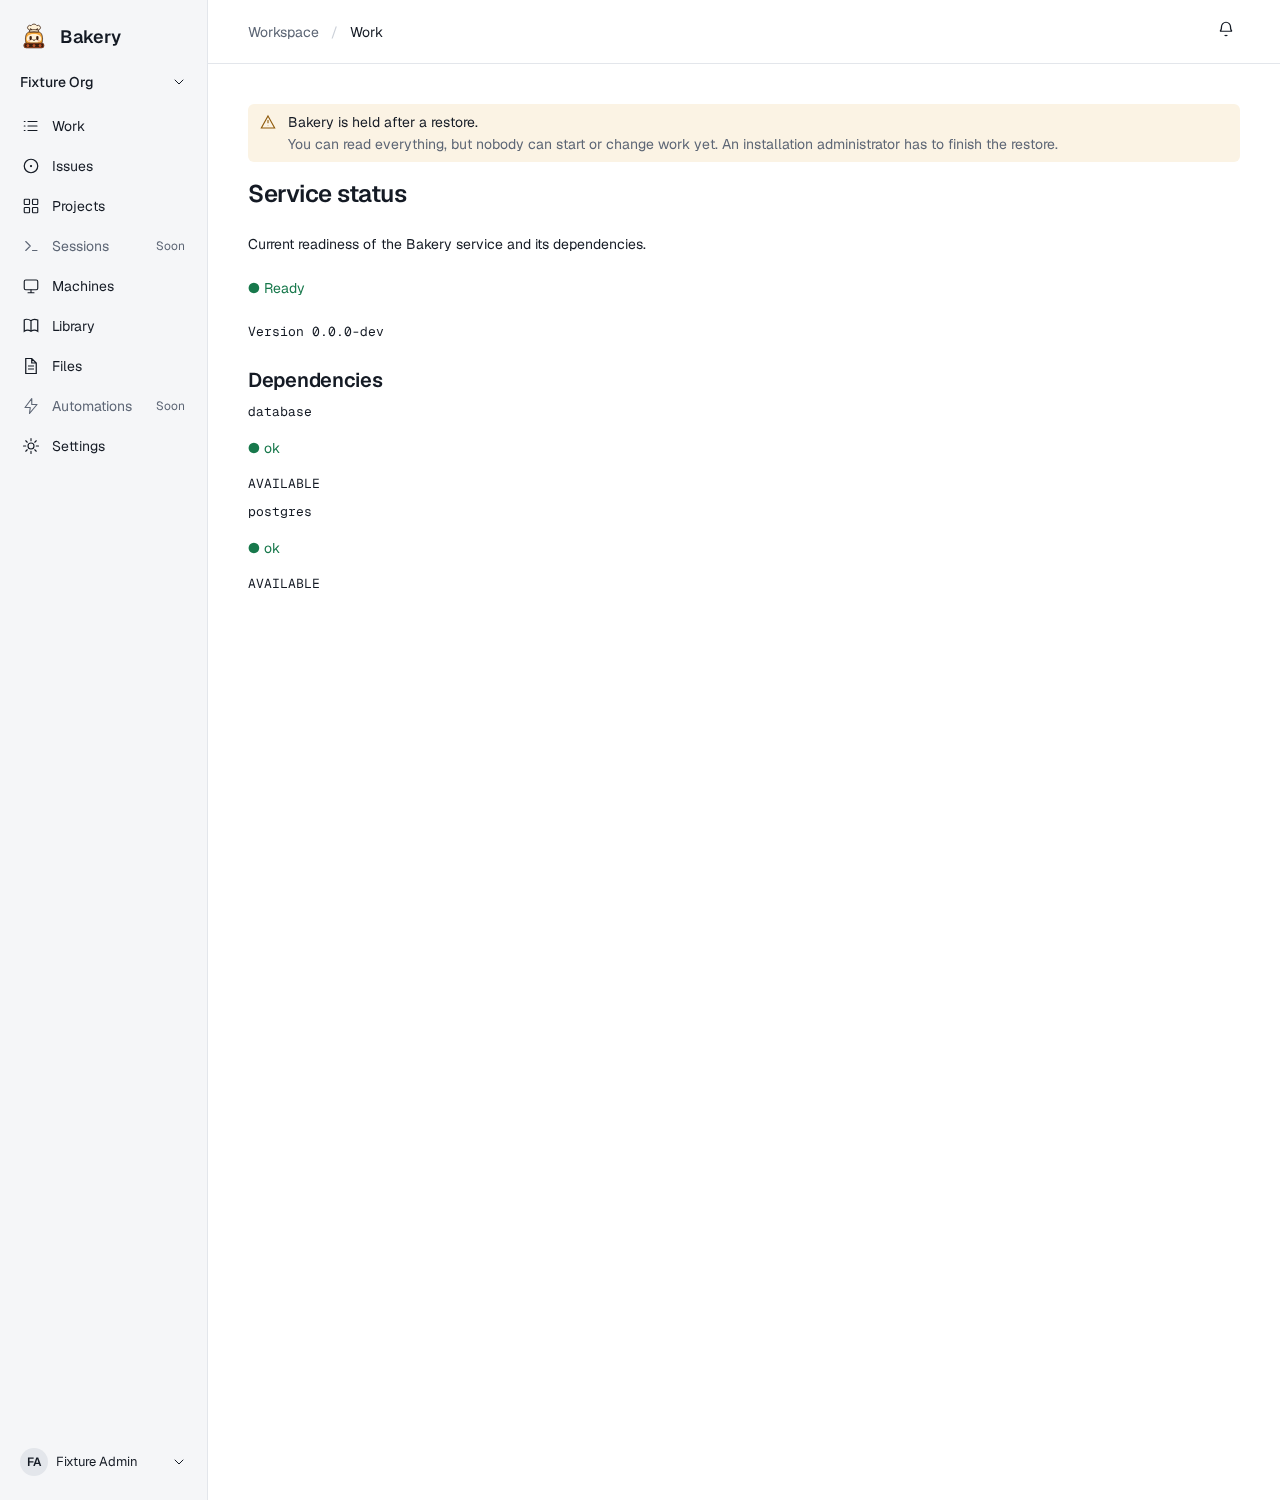 Bakery
Fixture Org
Work
Issues
Projects
Sessions Soon
Machines
Library
Files
Automations Soon
Settings
FA Fixture Admin
Workspace / Work
Bakery is held after a restore.
You can read everything, but nobody can start or change work yet. An installation administrator has to finish the restore.
Service status
Current readiness of the Bakery service and its dependencies.
Ready
Version 0.0.0-dev
Dependencies
database
ok
AVAILABLE
postgres
ok
AVAILABLE